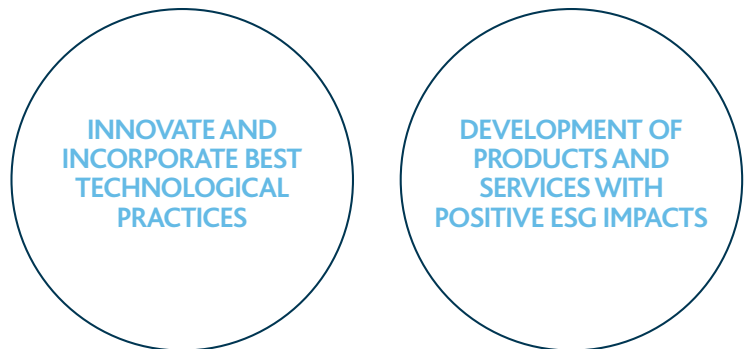 INNOVATE AND
INCORPORATE BEST
TECHNOLOGICAL
PRACTICES
DEVELOPMENT OF
PRODUCTS AND
SERVICES WITH
POSITIVE ESG IMPACTS